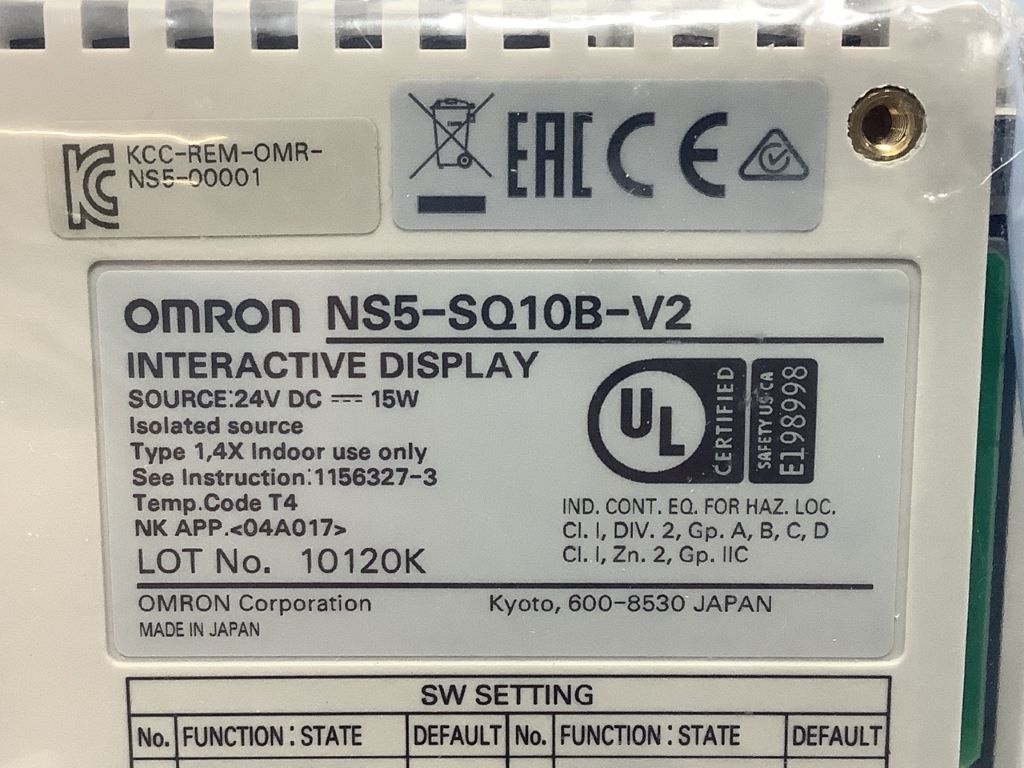 KCC-REM-OMR-
NS5-00001
EAC CE
OMRON NS5-SQ10B-V2
INTERACTIVE DISPLAY
SOURCE:24V DC 15W
Isolated source
Type 1,4X Indoor use only
See Instruction:1156327-3
Temp.Code T4
NK APP.<04A017>
LOT No. 10120K
UL CERTIFIED
SAFETY US-CA
E198998
IND. CONT. EQ. FOR HAZ. LOC.
Cl. I, DIV. 2, Gp. A, B, C, D
Cl. I, Zn. 2, Gp. IIC
OMRON Corporation Kyoto, 600-8530 JAPAN
MADE IN JAPAN
SW SETTING
No. FUNCTION : STATE DEFAULT No. FUNCTION : STATE DEFAULT